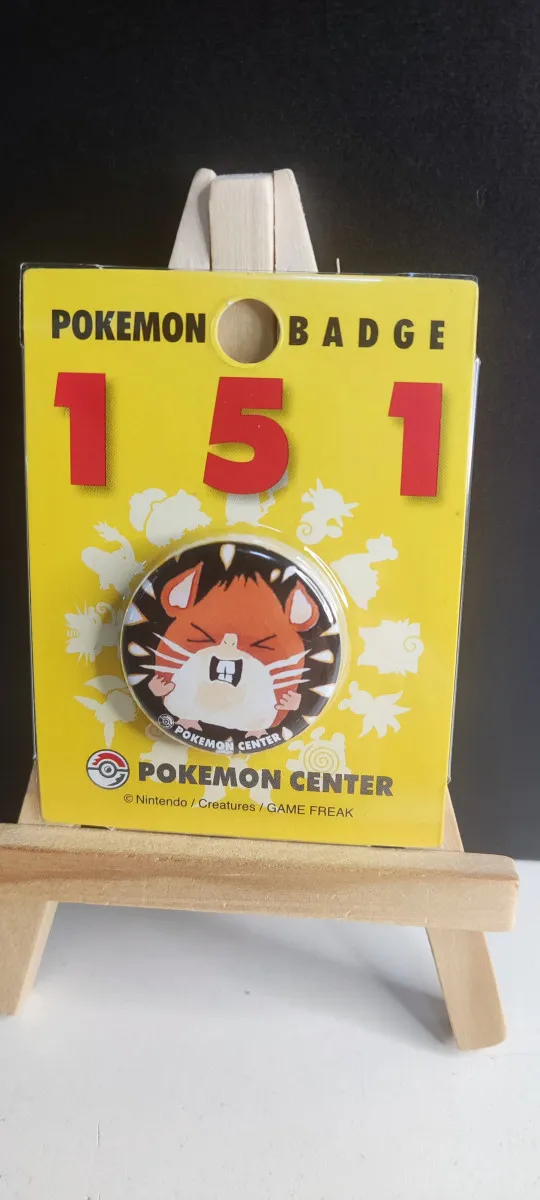 POKEMON BADGE
151
POKEMON CENTER
POKEMON CENTER
© Nintendo / Creatures / GAME FREAK